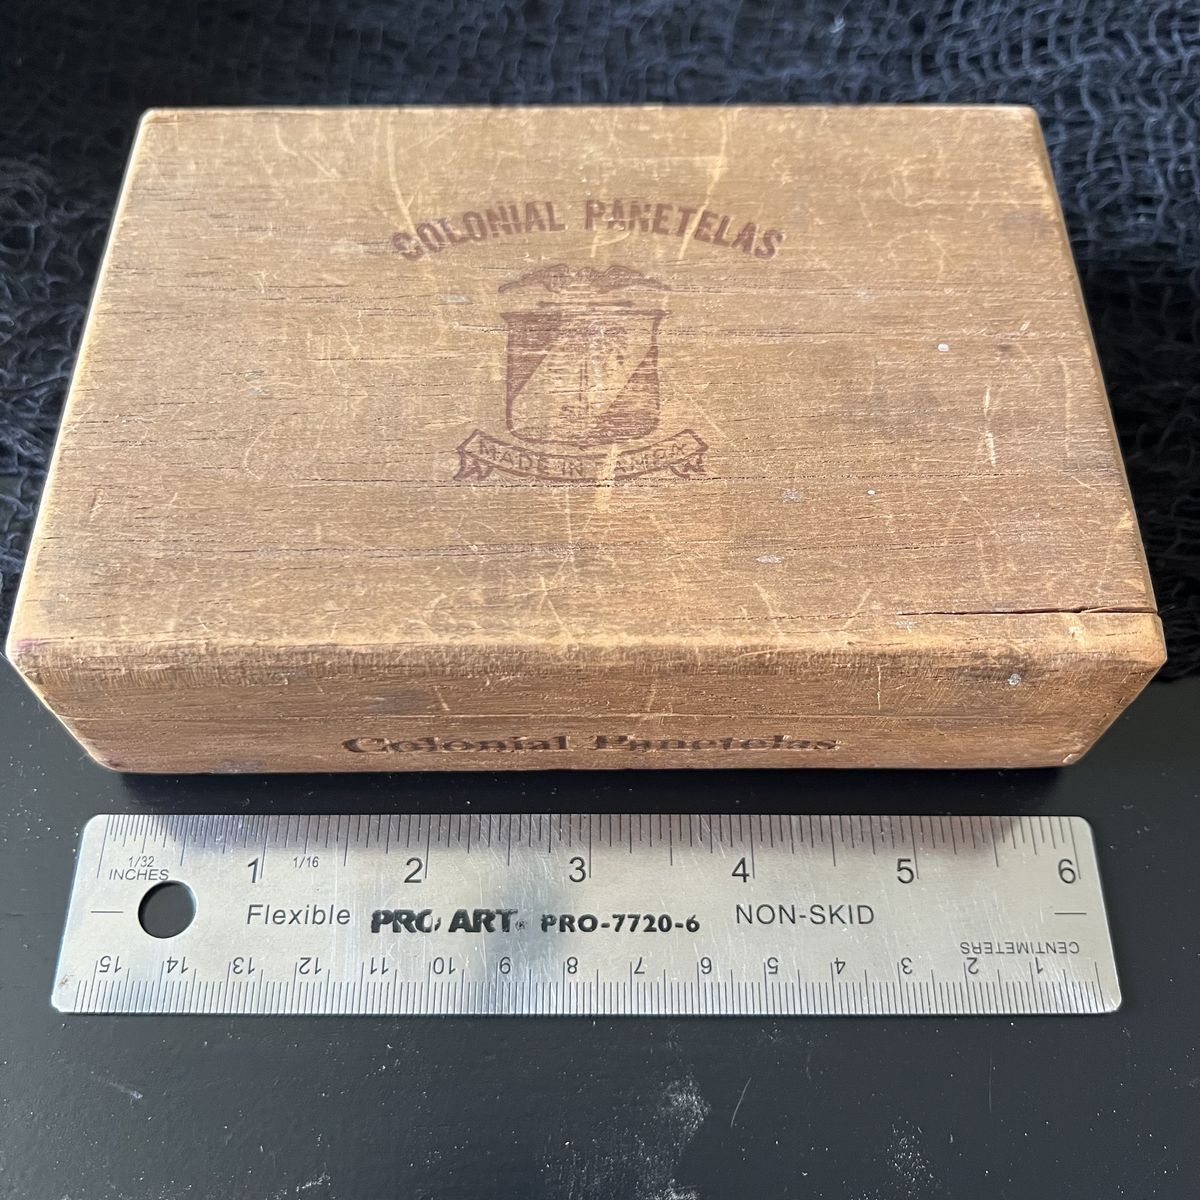 COLONIAL PANETELAS
MADE IN TAMPA
Colonial Panetelas
1/32
INCHES
1 1/16 2 3 4 5 6
Flexible PRO ART® PRO-7720-6 NON-SKID
CENTIMETERS
15 14 13 12 11 10 9 8 7 6 5 4 3 2 1